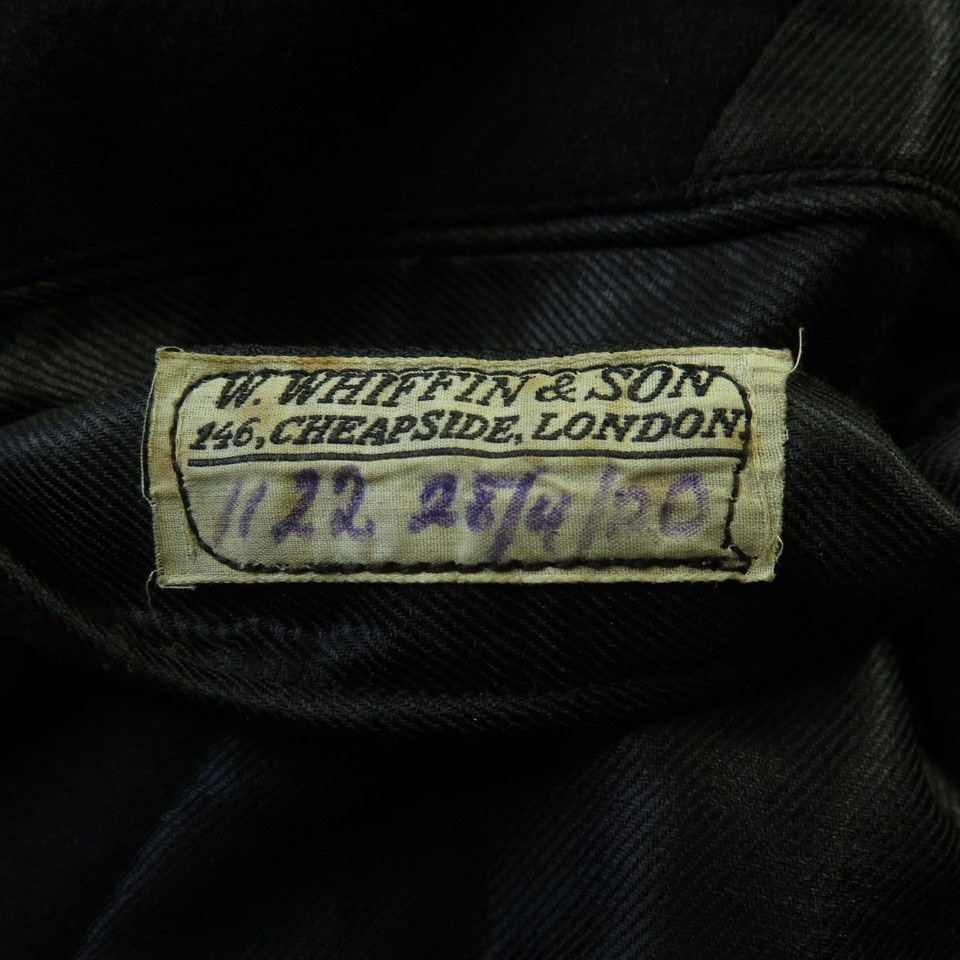 W. WHIFFIN & SON
146, CHEAPSIDE, LONDON.
1122 28/4/20